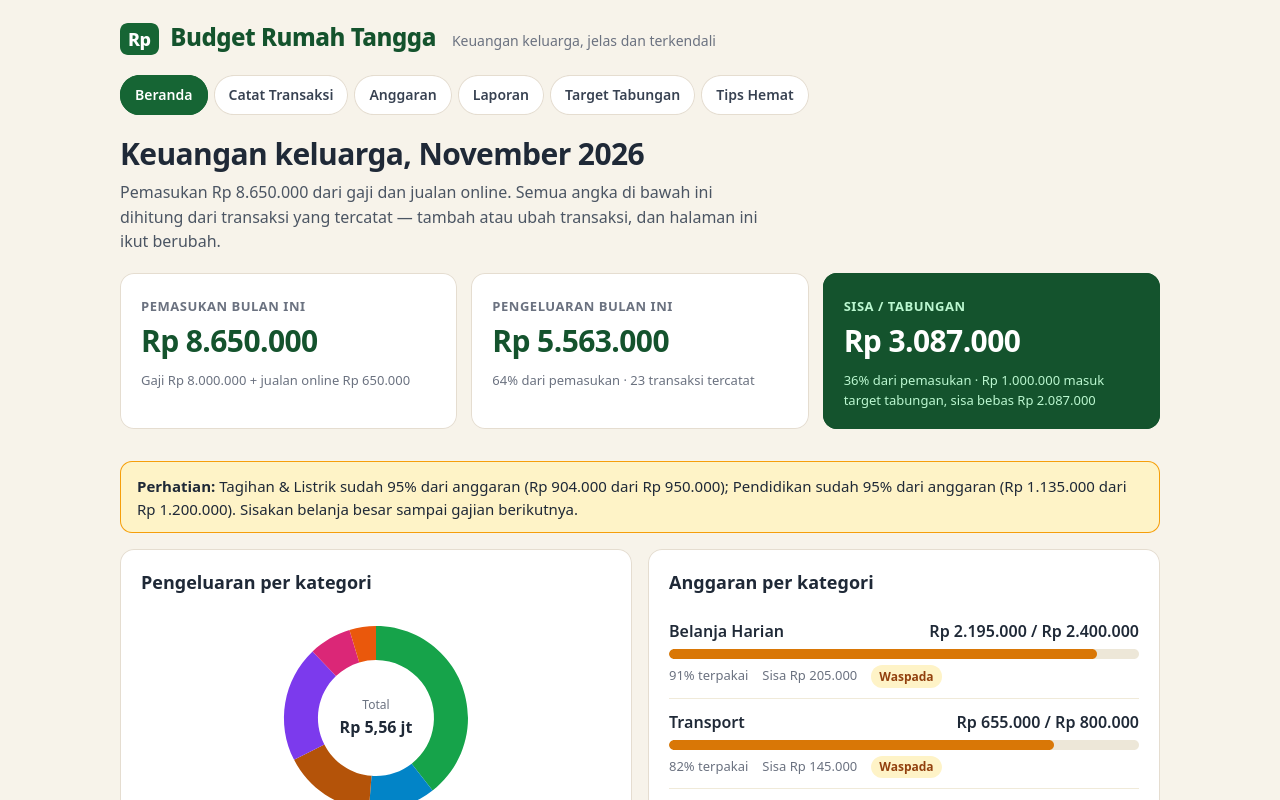 Rp Budget Rumah Tangga Keuangan keluarga, jelas dan terkendali
Beranda Catat Transaksi Anggaran Laporan Target Tabungan Tips Hemat
Keuangan keluarga, November 2026
Pemasukan Rp 8.650.000 dari gaji dan jualan online. Semua angka di bawah ini
dihitung dari transaksi yang tercatat — tambah atau ubah transaksi, dan halaman ini
ikut berubah.
PEMASUKAN BULAN INI
Rp 8.650.000
Gaji Rp 8.000.000 + jualan online Rp 650.000
PENGELUARAN BULAN INI
Rp 5.563.000
64% dari pemasukan · 23 transaksi tercatat
SISA / TABUNGAN
Rp 3.087.000
36% dari pemasukan · Rp 1.000.000 masuk
target tabungan, sisa bebas Rp 2.087.000
Perhatian: Tagihan & Listrik sudah 95% dari anggaran (Rp 904.000 dari Rp 950.000); Pendidikan sudah 95% dari anggaran (Rp 1.135.000 dari
Rp 1.200.000). Sisakan belanja besar sampai gajian berikutnya.
Pengeluaran per kategori
Total
Rp 5,56 jt
Anggaran per kategori
Belanja Harian Rp 2.195.000 / Rp 2.400.000
91% terpakai Sisa Rp 205.000 Waspada
Transport Rp 655.000 / Rp 800.000
82% terpakai Sisa Rp 145.000 Waspada